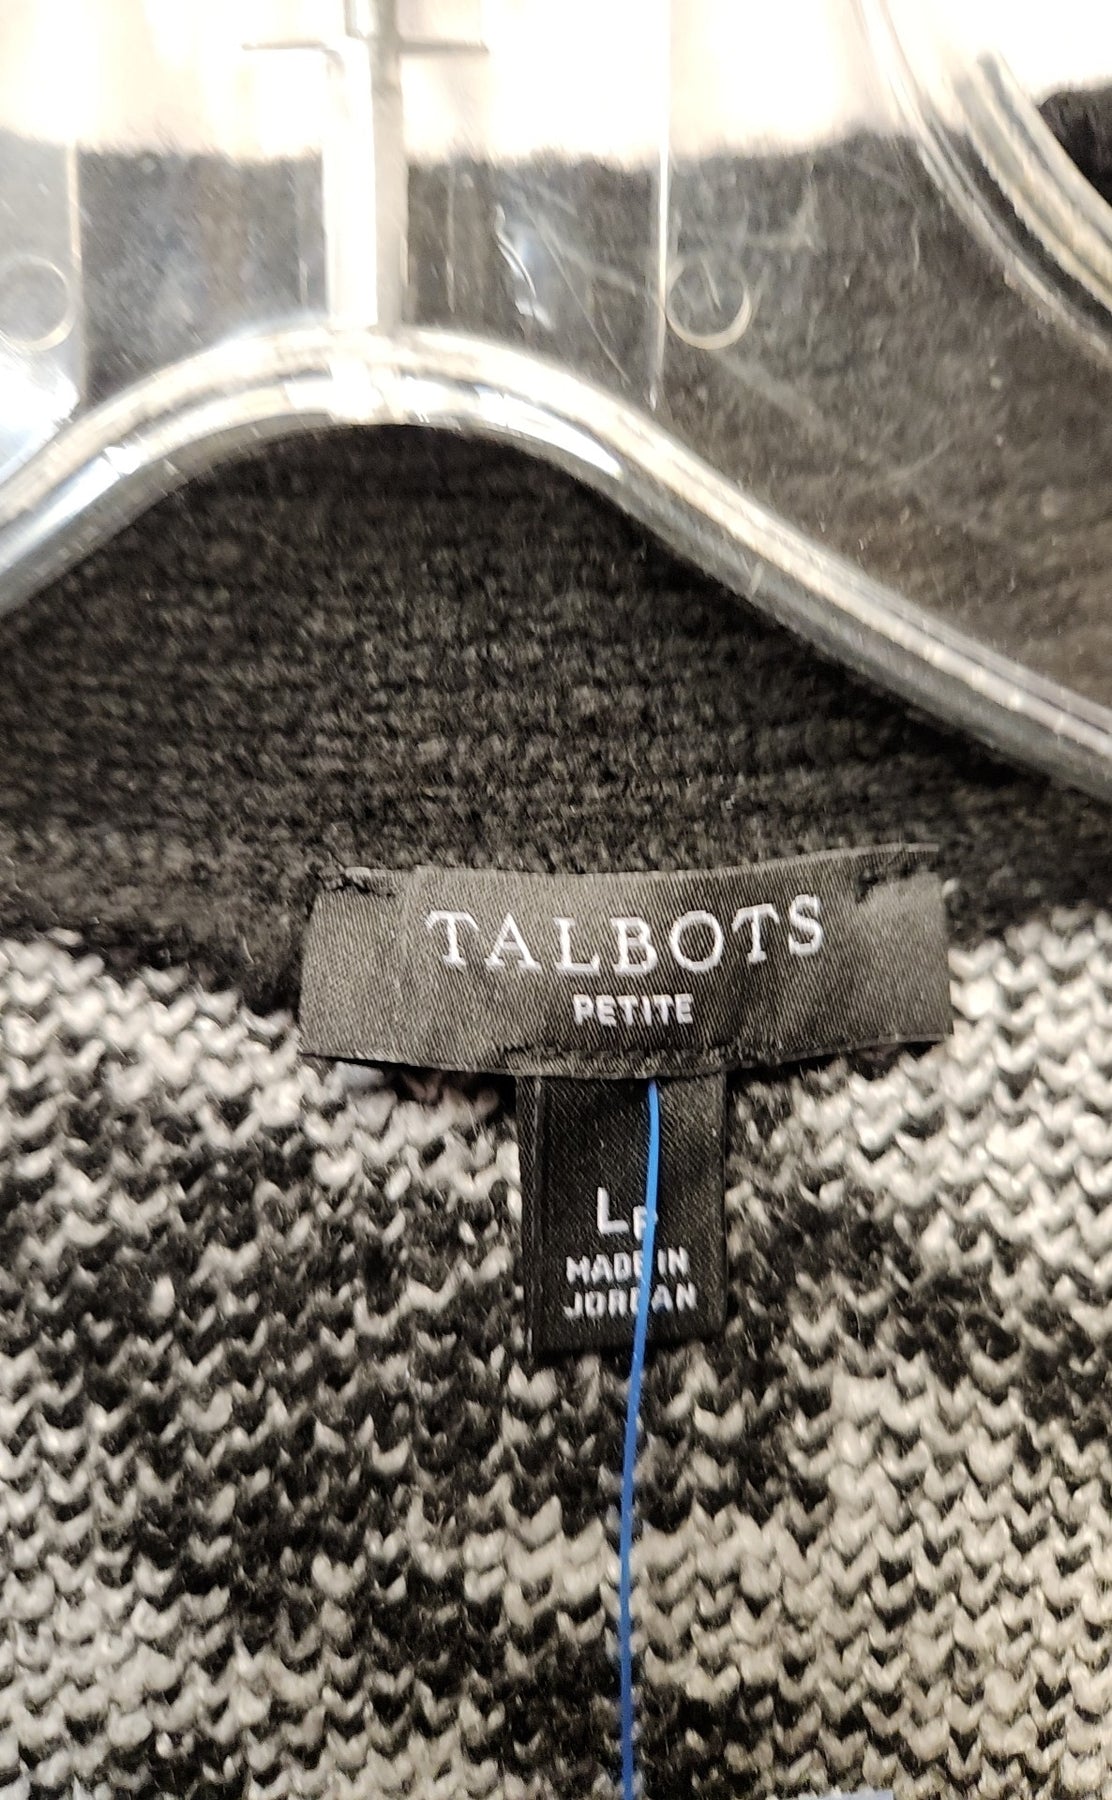 TALBOTS
PETITE
LP
MADE IN
JORDAN